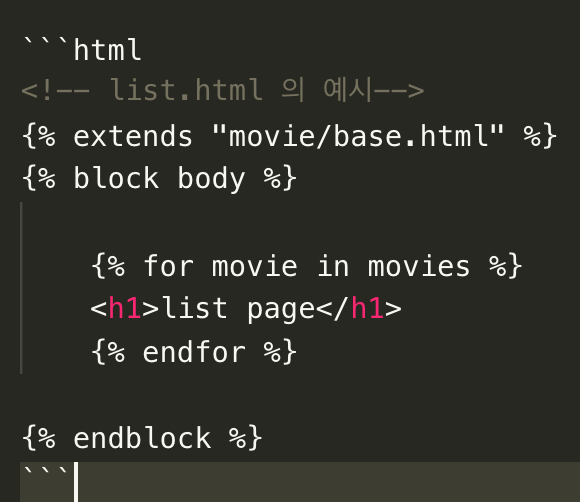 ```html
<!-- list.html 의 예시-->
{% extends "movie/base.html" %}
{% block body %}
{% for movie in movies %}
<h1>list page</h1>
{% endfor %}
{% endblock %}
```